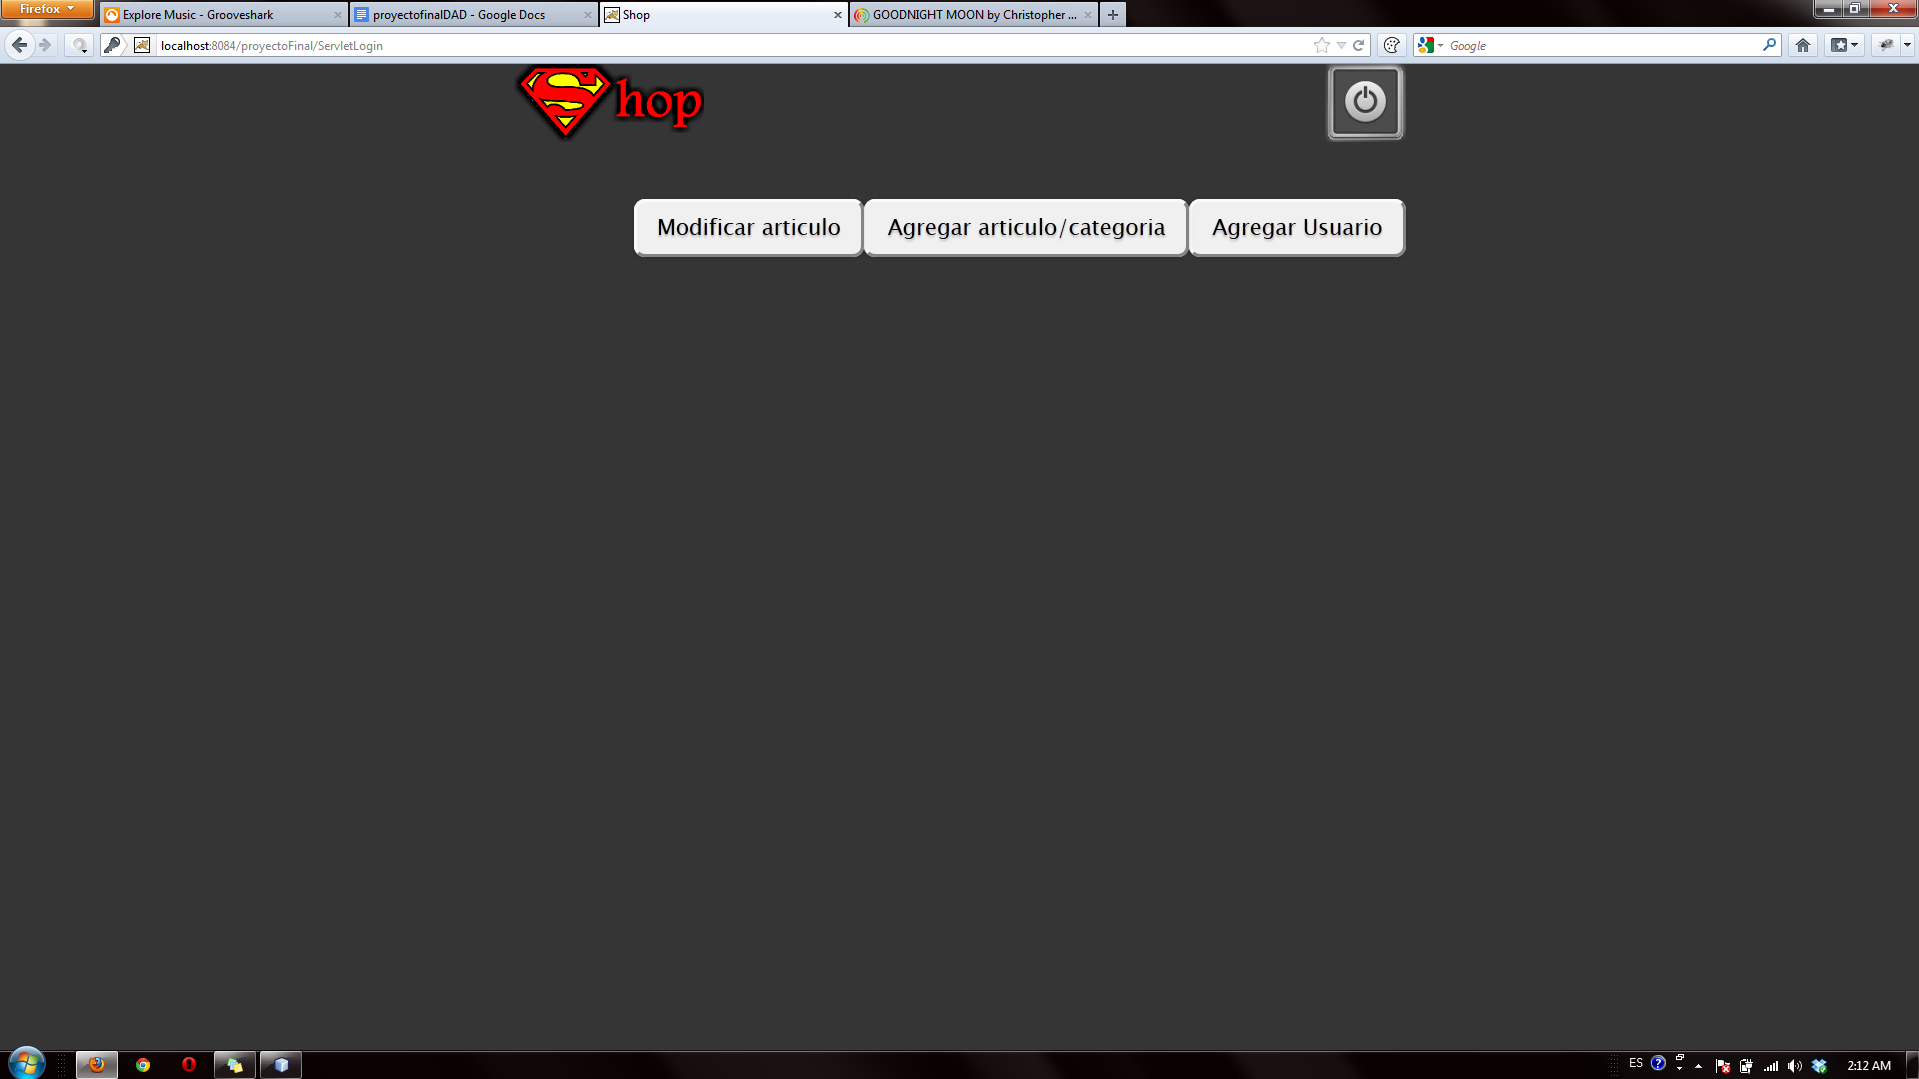 Firefox
Explore Music - Grooveshark
proyectofinalDAD - Google Docs
Shop
GOODNIGHT MOON by Christopher ...
localhost:8084/proyectoFinal/ServletLogin
Google
Shop
Modificar articulo
Agregar articulo/categoria
Agregar Usuario
ES
2:12 AM